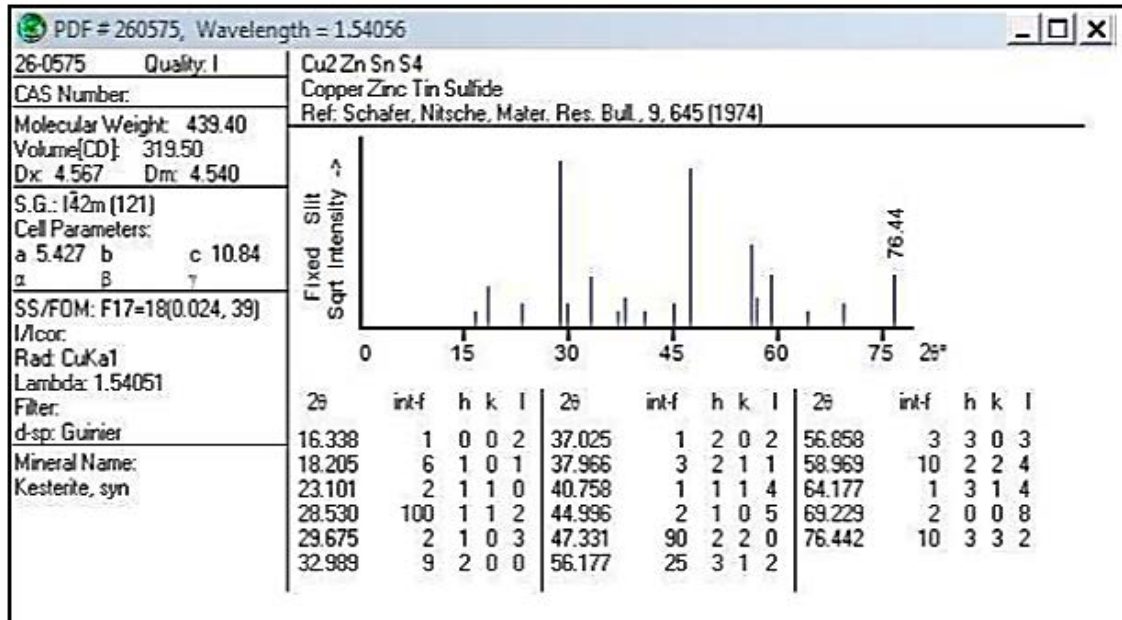 PDF # 260575, Wavelength = 1.54056
26-0575 Quality: I
CAS Number:
Molecular Weight: 439.40
Volume[CD]: 319.50
Dx: 4.567 Dm: 4.540
S.G.: I4̄2m (121)
Cell Parameters:
a 5.427 b c 10.84
α β γ
SS/FOM: F17=18(0.024, 39)
I/Icor:
Rad: CuKa1
Lambda: 1.54051
Filter:
d-sp: Guinier
Mineral Name:
Kesterite, syn
Cu2 Zn Sn S4
Copper Zinc Tin Sulfide
Ref: Schafer, Nitsche, Mater. Res. Bull., 9, 645 (1974)
Fixed Slit
Sqrt Intensity ->
76.44
0 15 30 45 60 75 2θ°
2θ int-f h k l 2θ int-f h k l 2θ int-f h k l
16.338 1 0 0 2 37.025 1 2 0 2 56.858 3 3 0 3
18.205 6 1 0 1 37.966 3 2 1 1 58.969 10 2 2 4
23.101 2 1 1 0 40.758 1 1 1 4 64.177 1 3 1 4
28.530 100 1 1 2 44.996 2 1 0 5 69.229 2 0 0 8
29.675 2 1 0 3 47.331 90 2 2 0 76.442 10 3 3 2
32.989 9 2 0 0 56.177 25 3 1 2